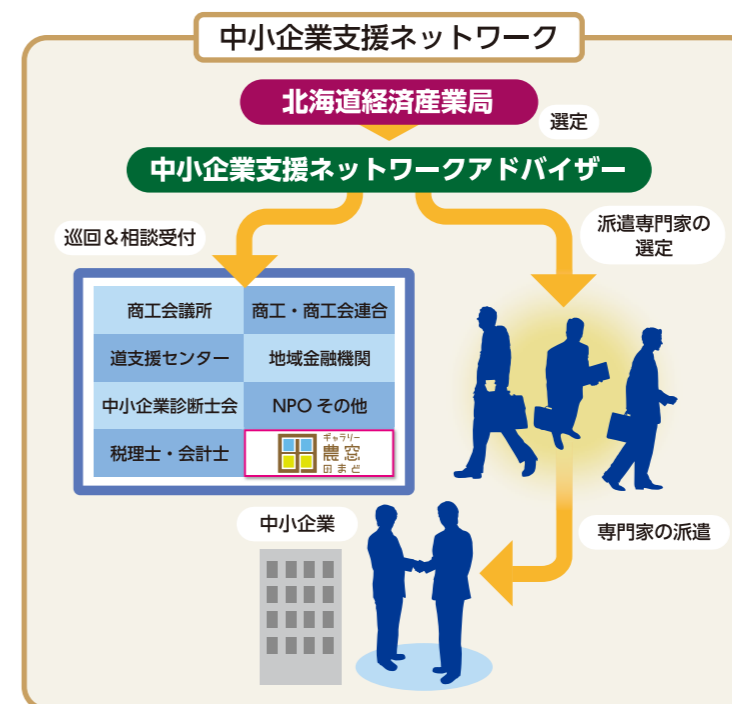 中小企業支援ネットワーク
北海道経済産業局
選定
中小企業支援ネットワークアドバイザー
巡回＆相談受付
派遣専門家の
選定
商工会議所
商工・商工会連合
道支援センター
地域金融機関
中小企業診断士会
NPO その他
税理士・会計士
ギャラリー
農窓
のまど
中小企業
専門家の派遣